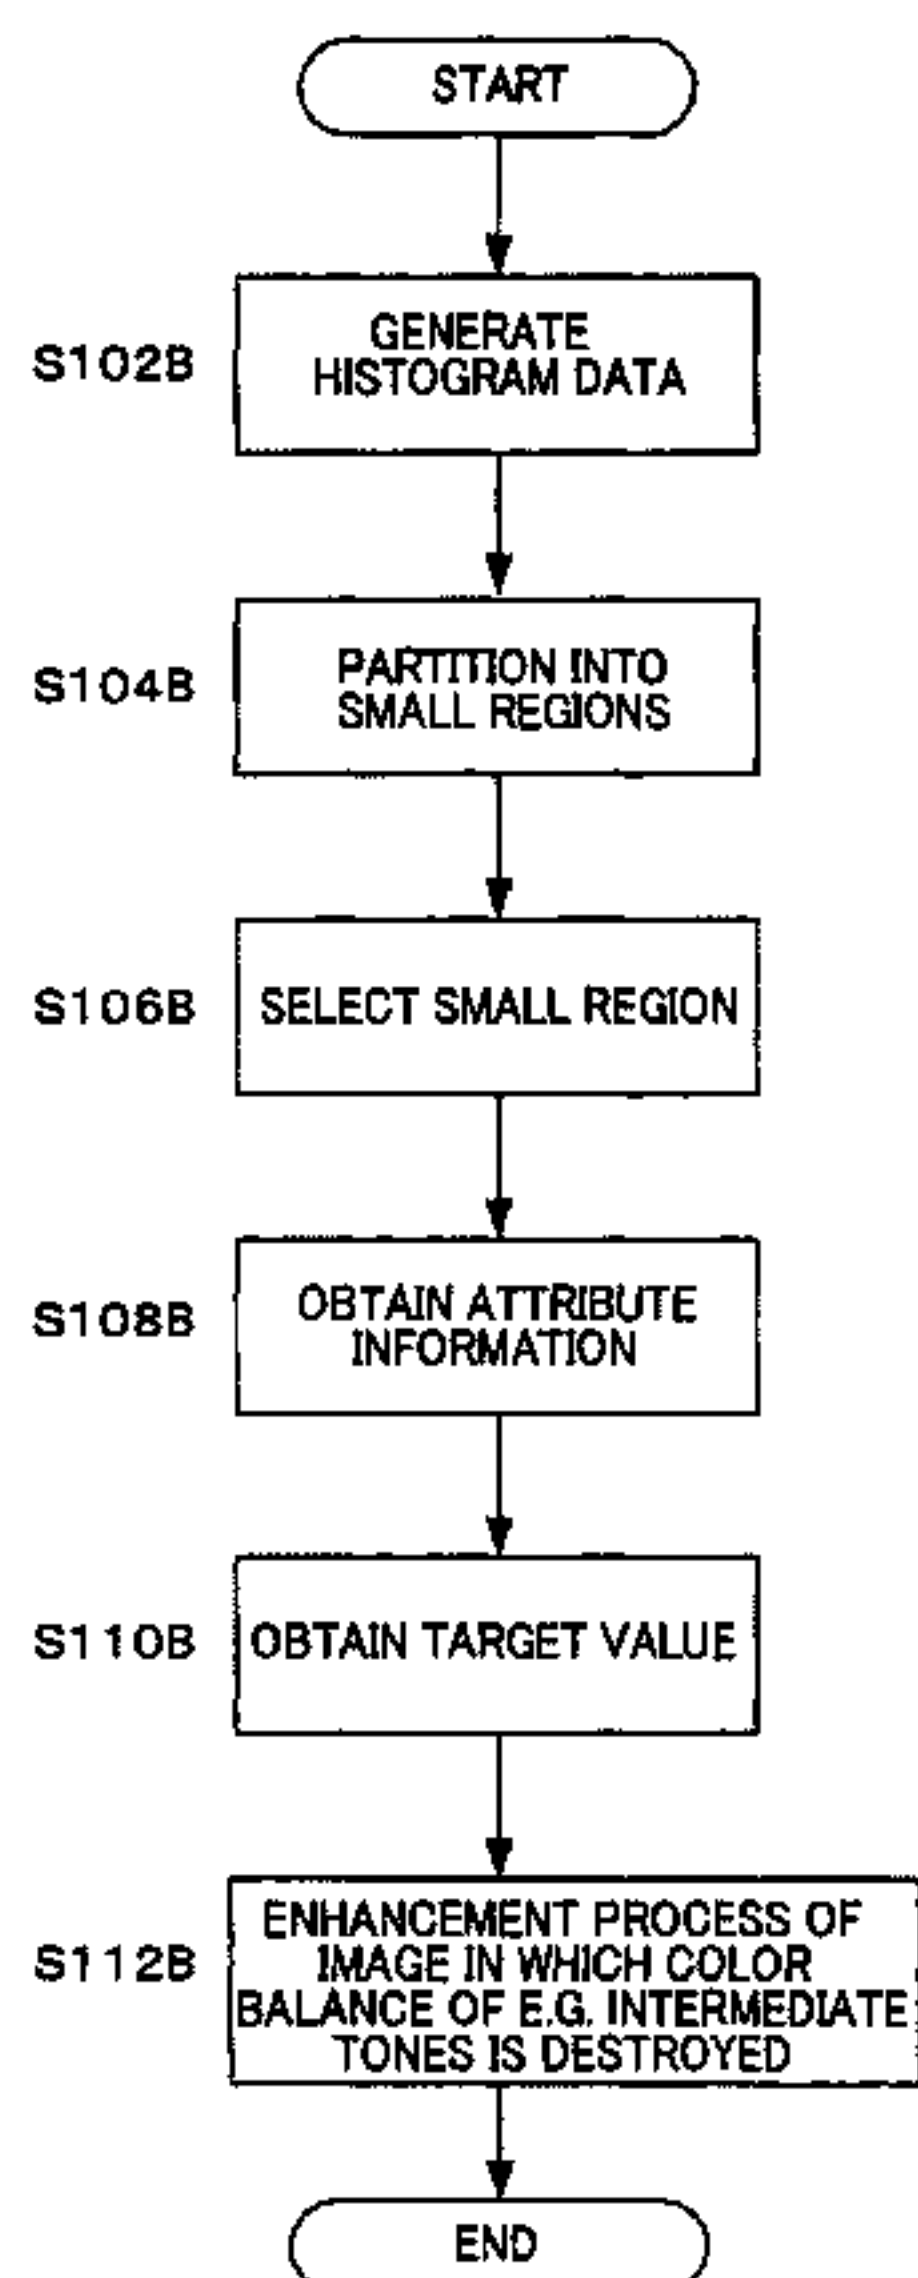 START
S102B
GENERATE
HISTOGRAM DATA
S104B
PARTITION INTO
SMALL REGIONS
S106B
SELECT SMALL REGION
S108B
OBTAIN ATTRIBUTE
INFORMATION
S110B
OBTAIN TARGET VALUE
S112B
ENHANCEMENT PROCESS OF
IMAGE IN WHICH COLOR
BALANCE OF E.G. INTERMEDIATE
TONES IS DESTROYED
END